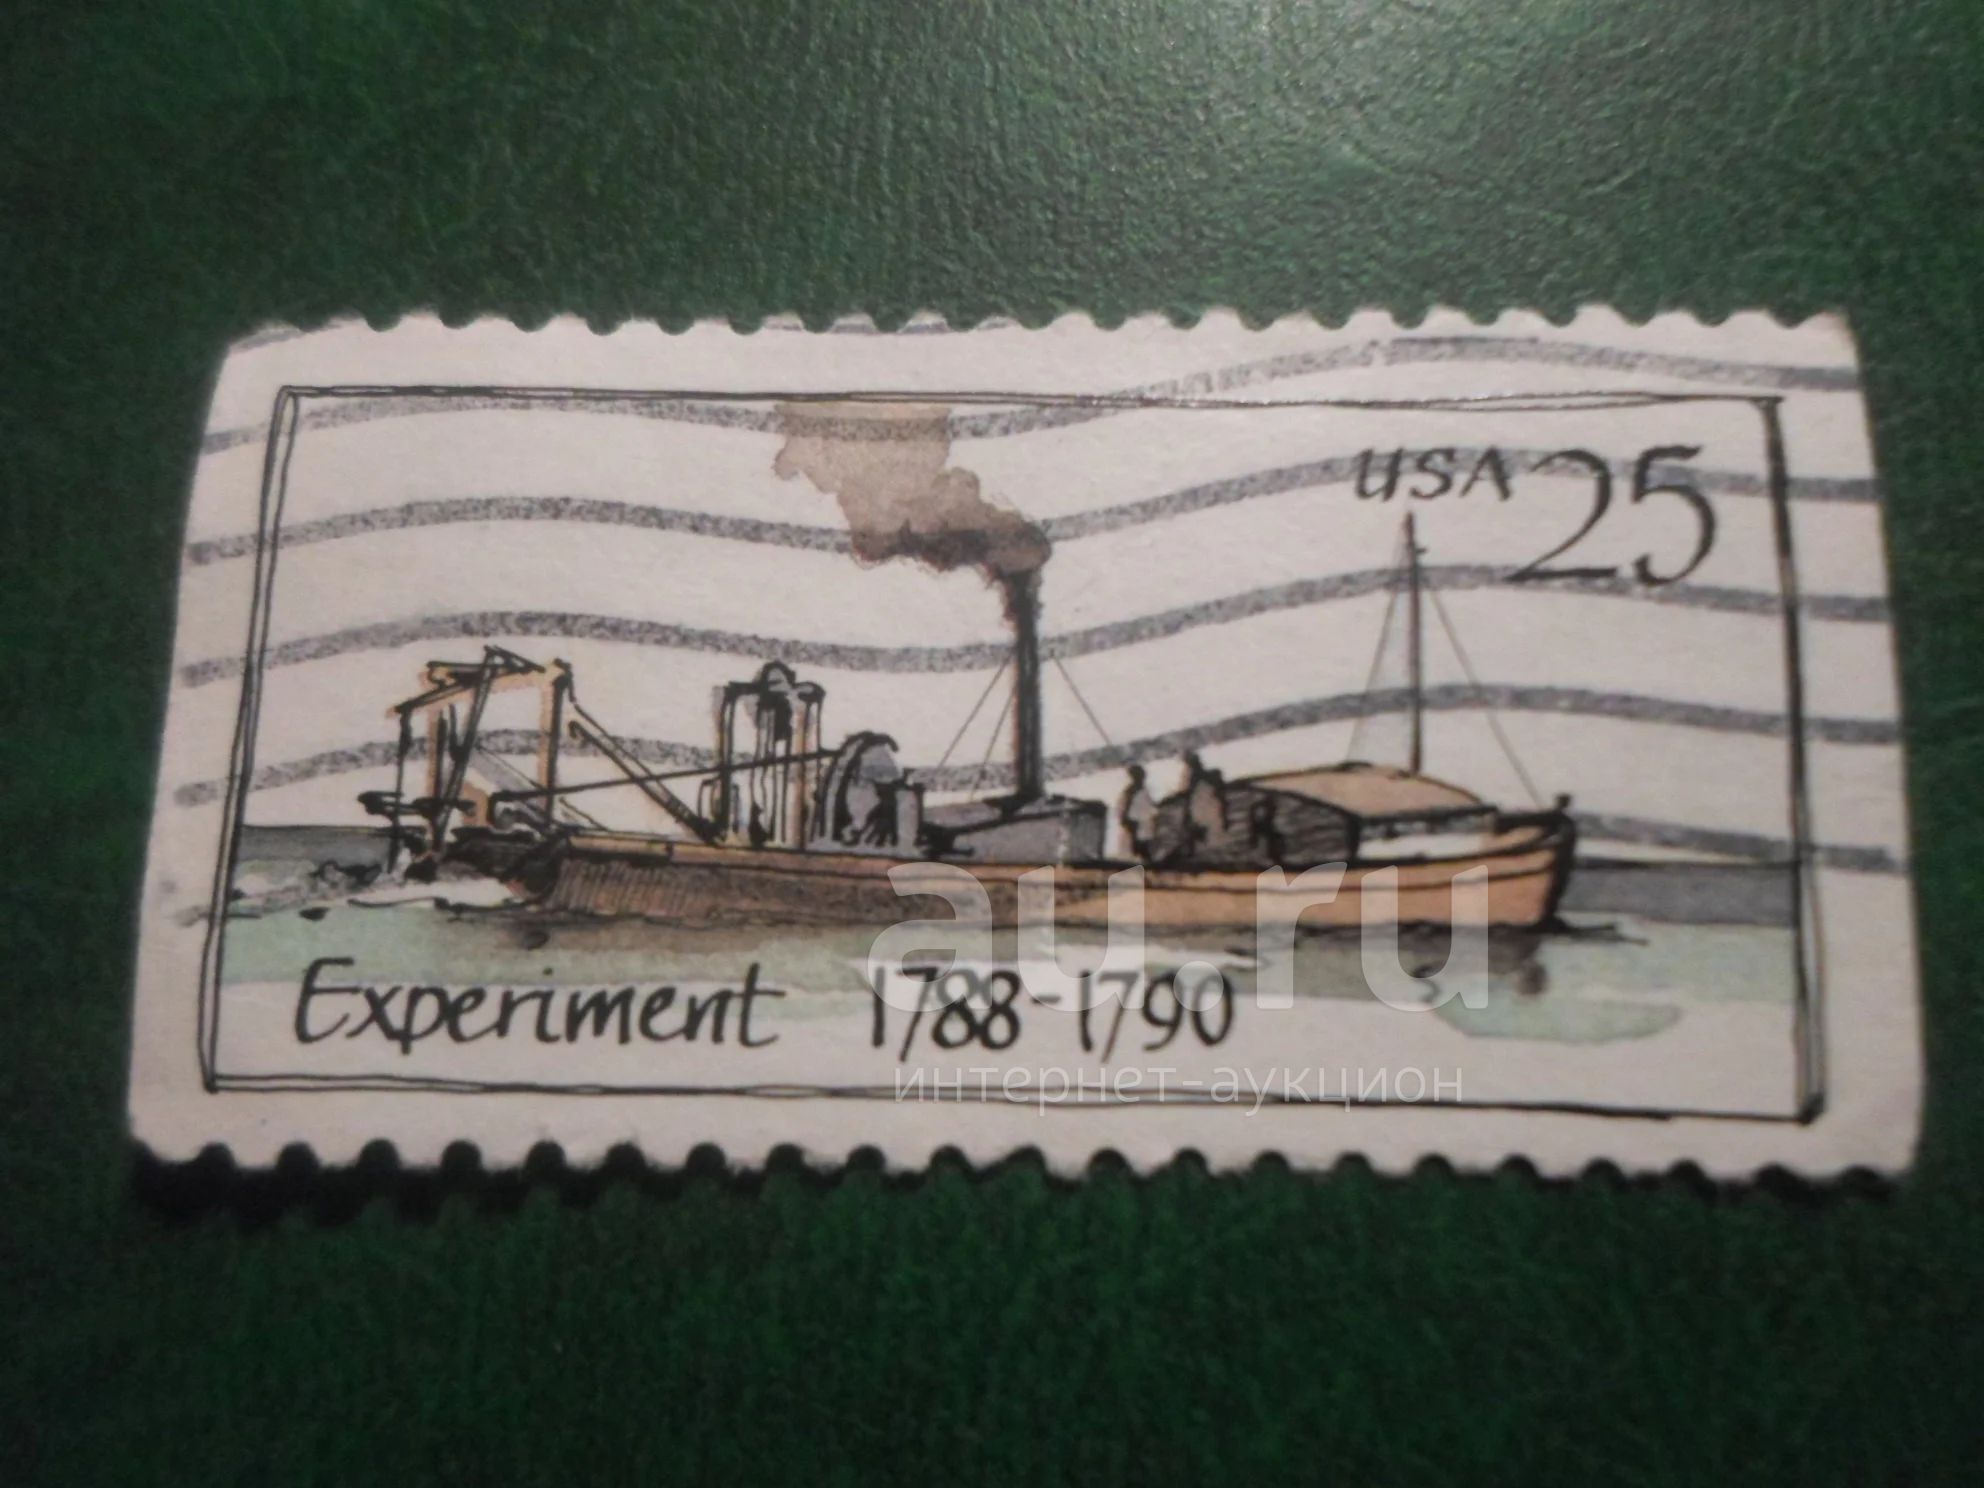 USA 25
Experiment 1788-1790
au.ru
интернет-аукцион